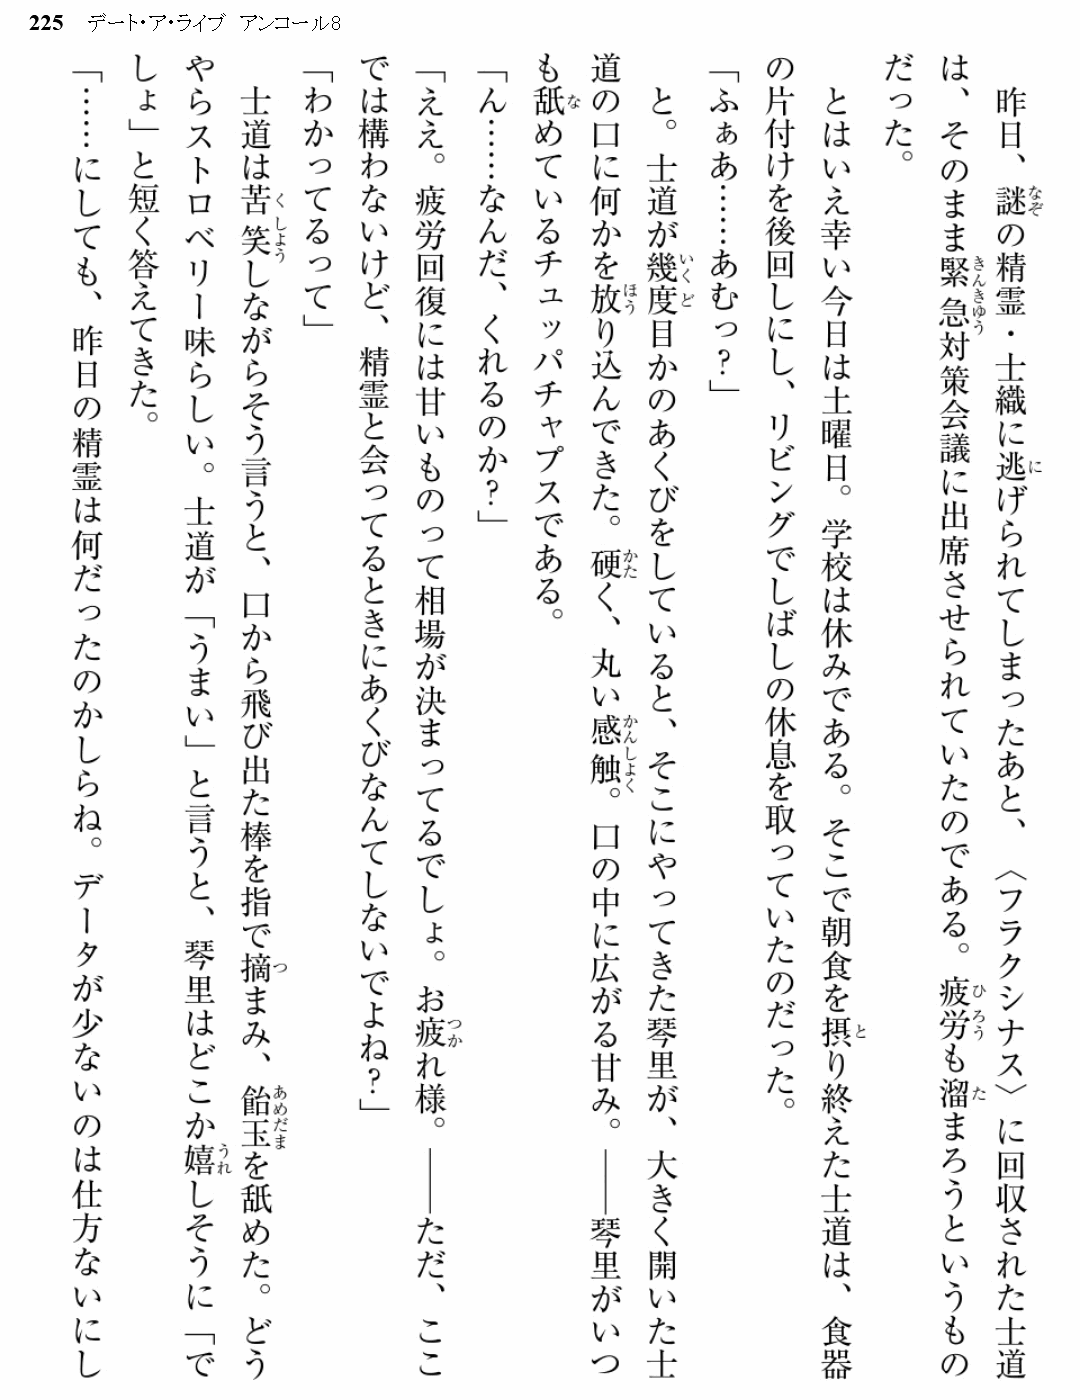 225 デート・ア・ライブ アンコール8
昨日、謎の精霊・士織に逃げられてしまったあと、〈フラクシナス〉に回収された士道
は、そのまま緊急対策会議に出席させられていたのである。疲労も溜まろうというもの
だった。
とはいえ幸い今日は土曜日。学校は休みである。そこで朝食を摂り終えた士道は、食器
の片付けを後回しにし、リビングでしばしの休息を取っていたのだった。
「ふぁあ……あむっ?」
と。士道が幾度目かのあくびをしていると、そこにやってきた琴里が、大きく開いた士
道の口に何かを放り込んできた。硬く、丸い感触。口の中に広がる甘み。――琴里がいつ
も舐めているチュッパチャプスである。
「ん……なんだ、くれるのか?」
「ええ。疲労回復には甘いものって相場が決まってるでしょ。お疲れ様。――ただ、ここ
では構わないけど、精霊と会ってるときにあくびなんてしないでよね?」
「わかってるって」
士道は苦笑しながらそう言うと、口から飛び出た棒を指で摘まみ、飴玉を舐めた。どう
やらストロベリー味らしい。士道が「うまい」と言うと、琴里はどこか嬉しそうに「で
しょ」と短く答えてきた。
「……にしても、昨日の精霊は何だったのかしらね。データが少ないのは仕方ないにし